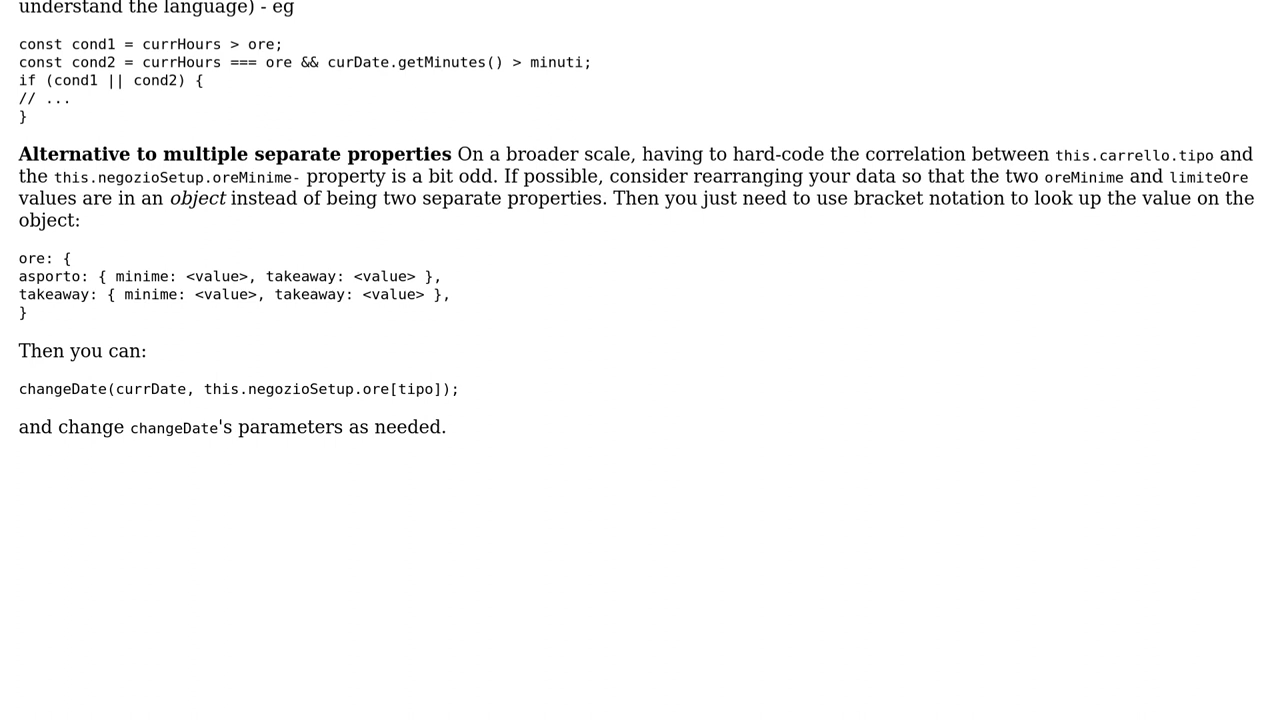 understand the language) - eg
const cond1 = currHours > ore;
const cond2 = currHours === ore && curDate.getMinutes() > minuti;
if (cond1 || cond2) {
// ...
}
Alternative to multiple separate properties On a broader scale, having to hard-code the correlation between this.carrello.tipo and
the this.negozioSetup.oreMinime- property is a bit odd. If possible, consider rearranging your data so that the two oreMinime and limiteOre
values are in an object instead of being two separate properties. Then you just need to use bracket notation to look up the value on the
object:
ore: {
asporto: { minime: <value>, takeaway: <value> },
takeaway: { minime: <value>, takeaway: <value> },
}
Then you can:
changeDate(currDate, this.negozioSetup.ore[tipo]);
and change changeDate's parameters as needed.